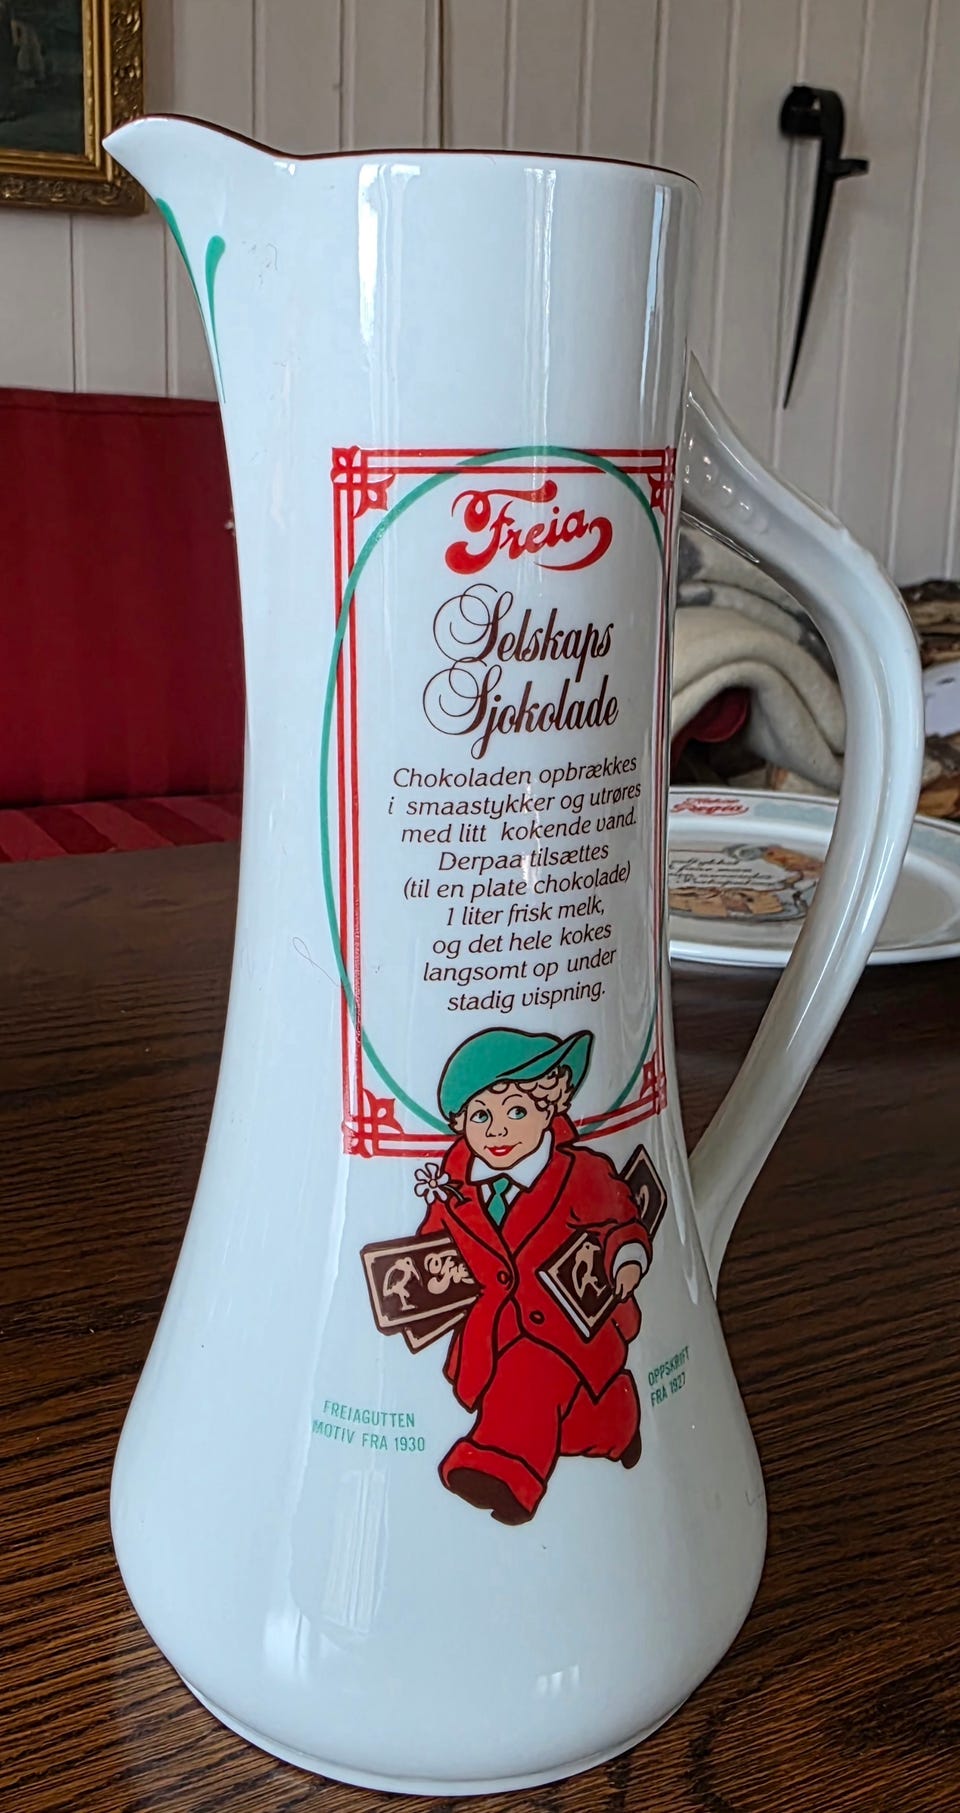 Freia
Selskaps
Sjokolade
Chokoladen opbrækkes
i smaastykker og utrøres
med litt kokende vand.
Derpaa tilsættes
(til en plate chokolade)
1 liter frisk melk,
og det hele kokes
langsomt op under
stadig vispning.
Fre
FREIAGUTTEN
MOTIV FRA 1930
OPPSKRIFT
FRA 1927
Fregia